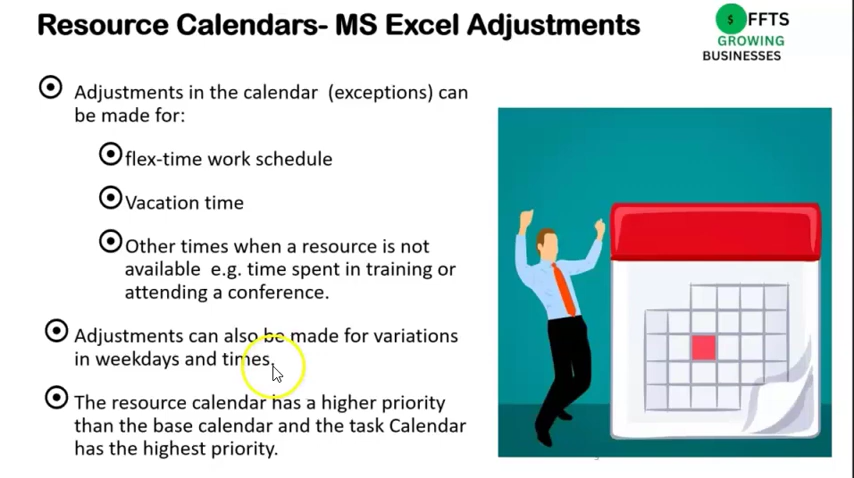 Resource Calendars- MS Excel Adjustments
$ FFTS
GROWING
BUSINESSES
Adjustments in the calendar (exceptions) can
be made for:
flex-time work schedule
Vacation time
Other times when a resource is not
available e.g. time spent in training or
attending a conference.
Adjustments can also be made for variations
in weekdays and times.
The resource calendar has a higher priority
than the base calendar and the task Calendar
has the highest priority.